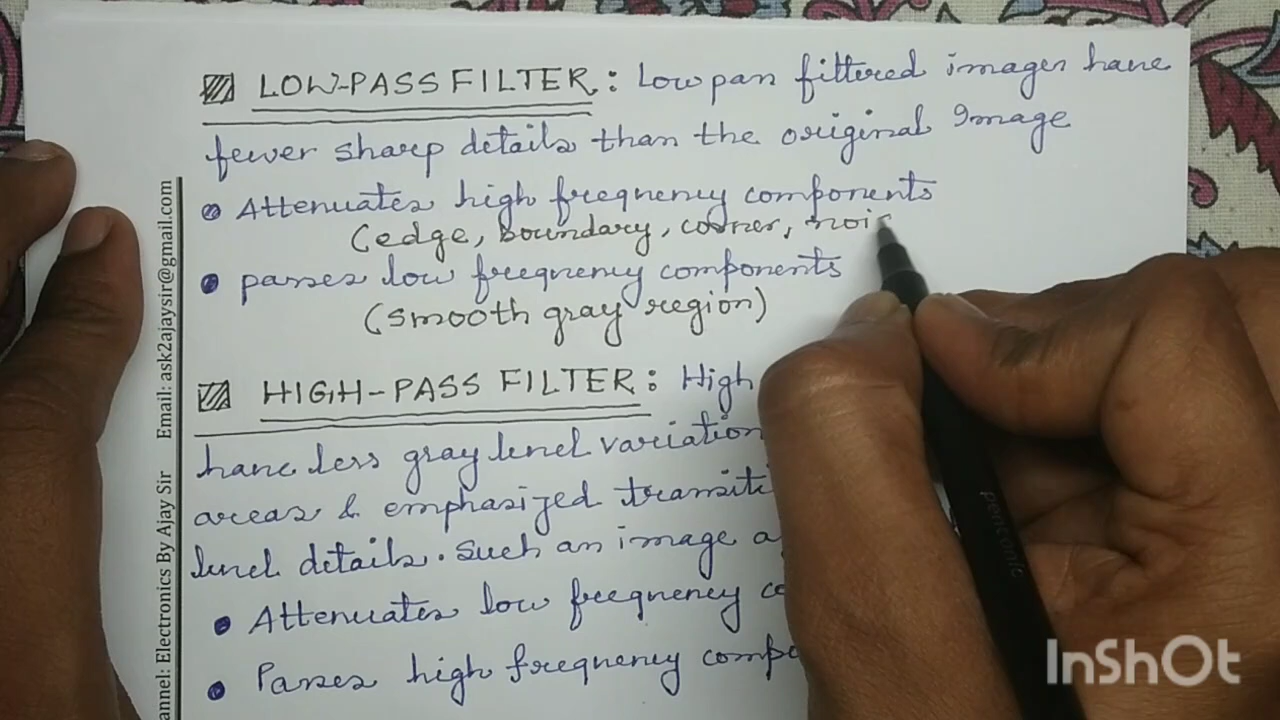 LOW-PASS FILTER: Low pass filtered images have
fewer sharp details than the original Image
Attenuates high frequency components
(edge, boundary, corner, nois
passes low frequency components
(smooth gray region)
HIGH-PASS FILTER: High
have less gray level variation
areas & emphasized transiti
level details. Such an image a
Attenuates low frequency co
Passes high frequency compo
annel: Electronics By Ajay Sir Email: ask2ajaysir@gmail.com
penconic
InShOt